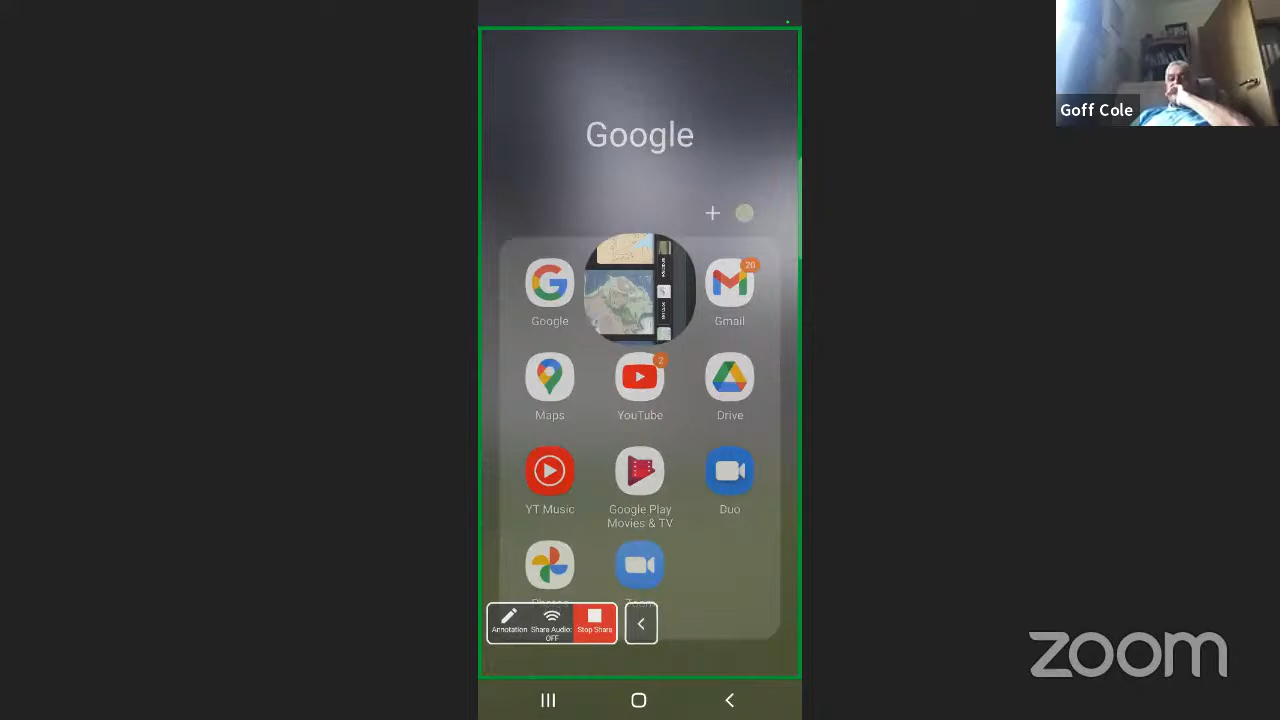 Goff Cole
Google
20
Google
Gmail
2
Maps
YouTube
Drive
YT Music
Google Play
Movies & TV
Duo
Annotation
Share Audio:
OFF
Stop Share
zoom